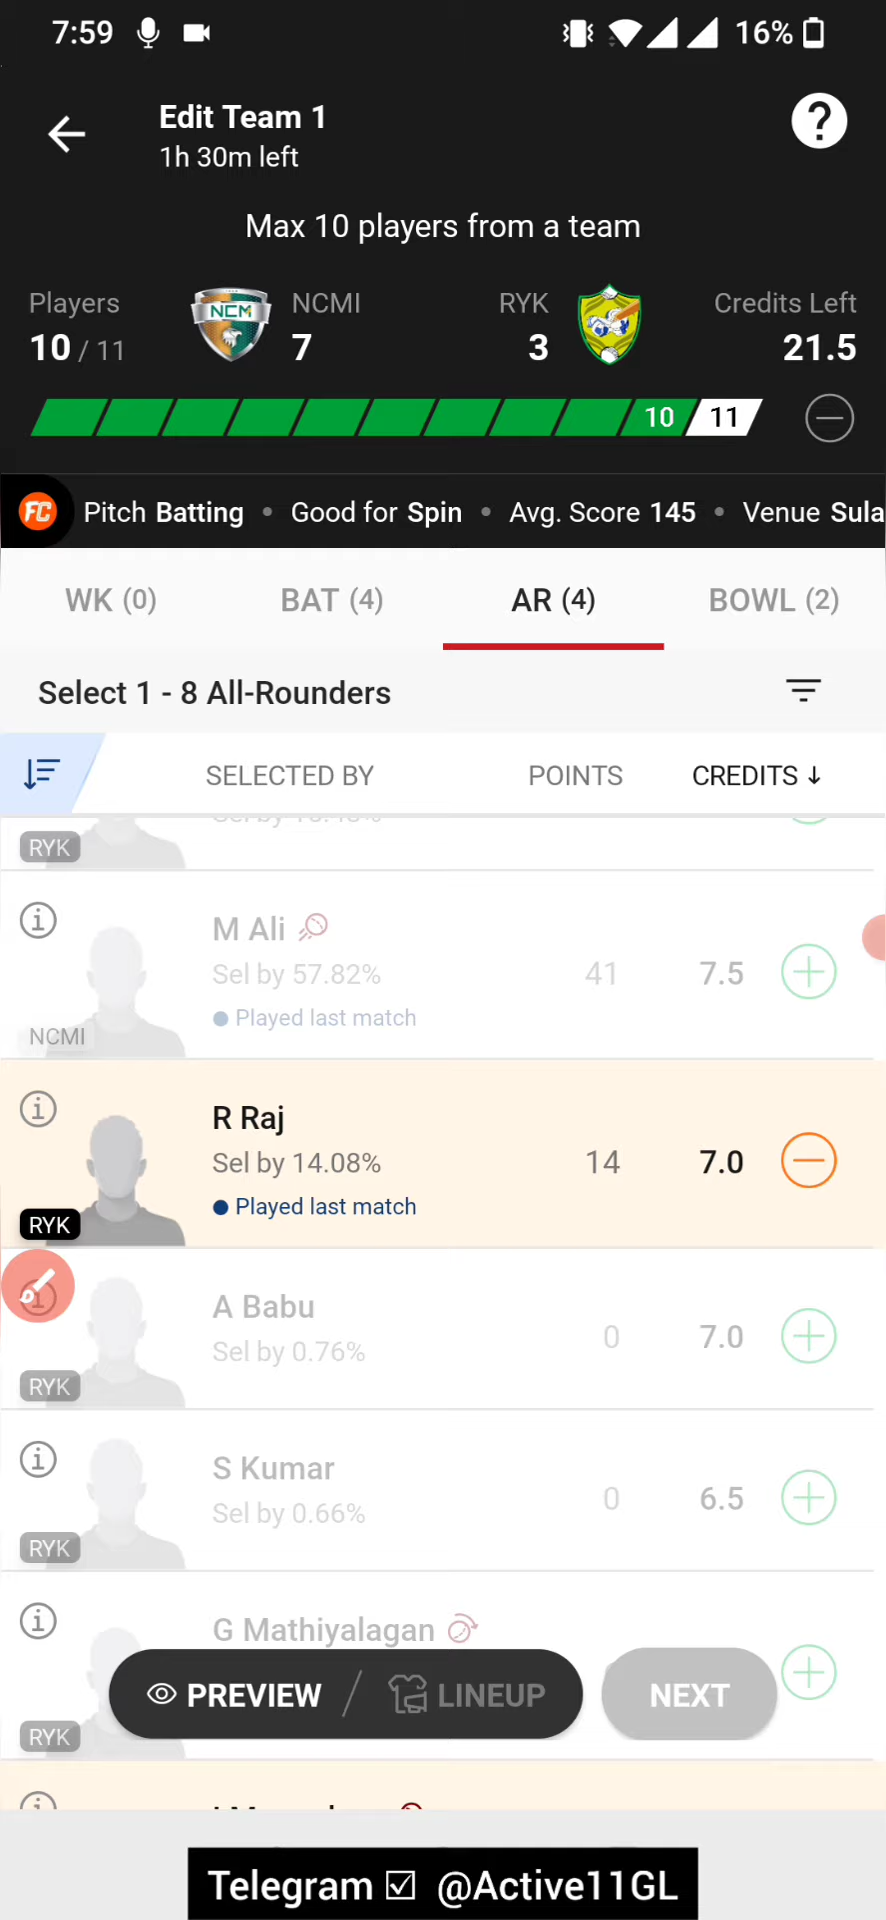 7:59 16%
Edit Team 1
1h 30m left
?
Max 10 players from a team
Players NCMI RYK Credits Left
NCM
10 / 11 7 3 21.5
10 11
FC Pitch Batting • Good for Spin • Avg. Score 145 • Venue Sula
WK (0) BAT (4) AR (4) BOWL (2)
Select 1 - 8 All-Rounders
SELECTED BY POINTS CREDITS ↓
RYK
M Ali
Sel by 57.82% 41 7.5
Played last match
NCMI
R Raj
Sel by 14.08% 14 7.0
Played last match
RYK
A Babu
Sel by 0.76% 0 7.0
RYK
S Kumar
Sel by 0.66% 0 6.5
RYK
G Mathiyalagan
PREVIEW / LINEUP NEXT
RYK
Telegram ☑ @Active11GL